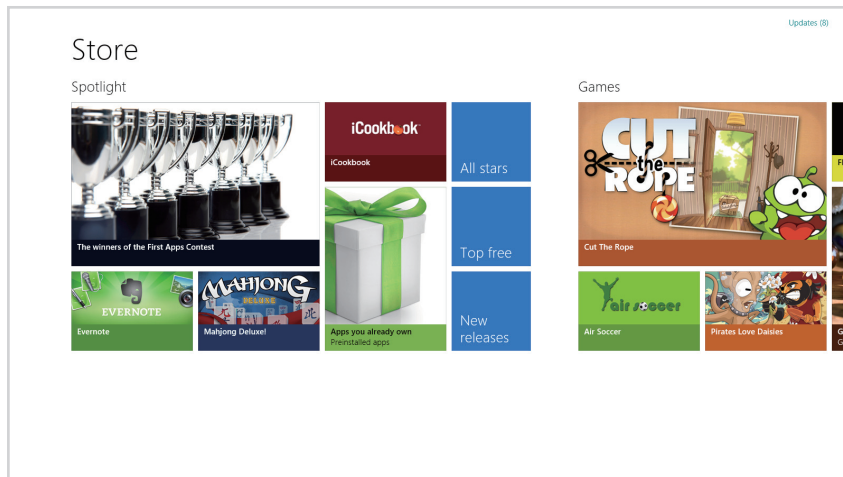 Updates (8)
Store
Spotlight
Games
iCookbook
iCookbook
All stars
The winners of the First Apps Contest
Top free
EVERNOTE
Evernote
MAHJONG
DELUXE
Mahjong Deluxe!
Apps you already own
Preinstalled apps
New
releases
CUT
the
ROPE
Cut The Rope
air soccer
Air Soccer
Pirates Love Daisies
Fl
G
G